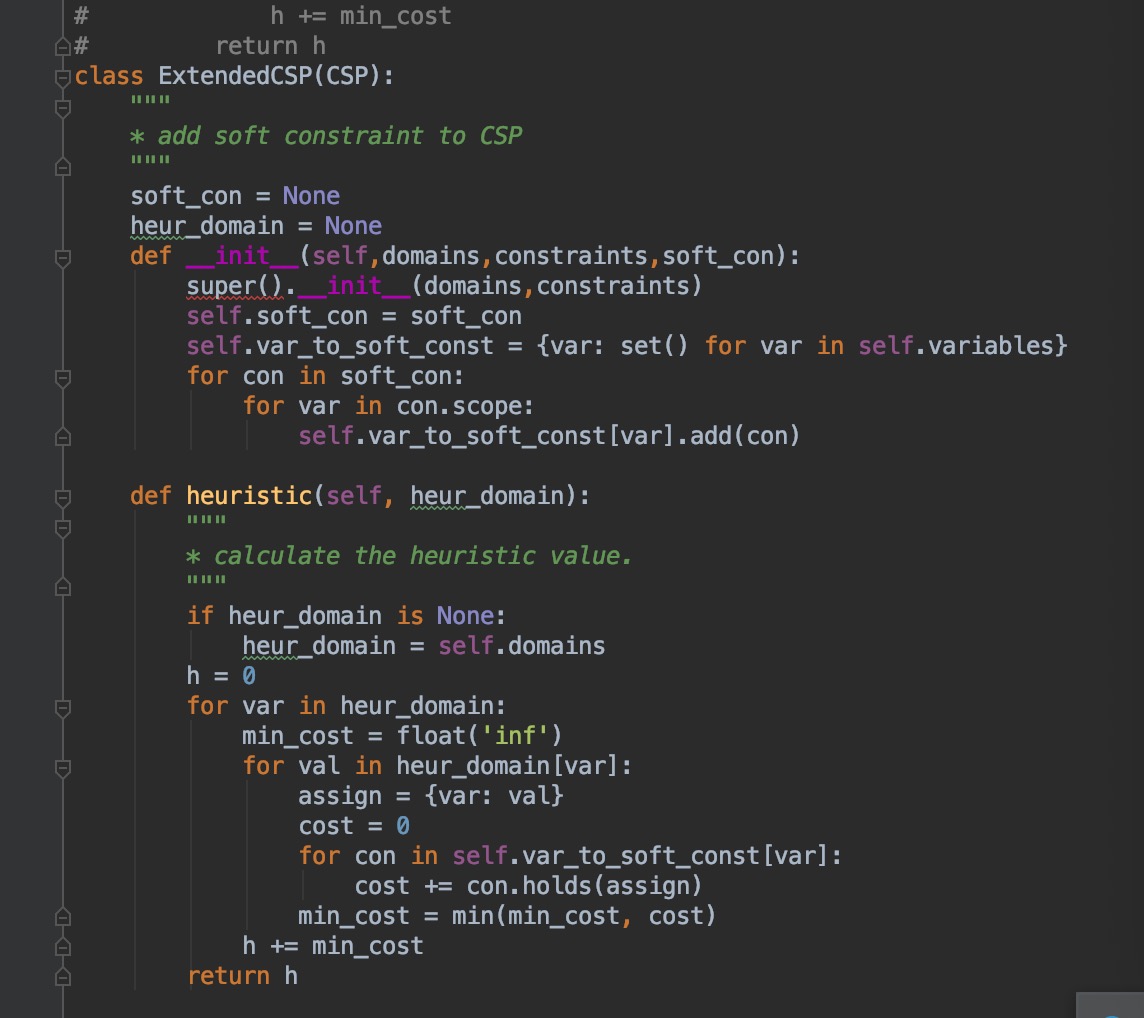 #             h += min_cost
#         return h
class ExtendedCSP(CSP):
    """
    * add soft constraint to CSP
    """
    soft_con = None
    heur_domain = None
    def __init__(self,domains,constraints,soft_con):
        super().__init__(domains,constraints)
        self.soft_con = soft_con
        self.var_to_soft_const = {var: set() for var in self.variables}
        for con in soft_con:
            for var in con.scope:
                self.var_to_soft_const[var].add(con)

    def heuristic(self, heur_domain):
        """
        * calculate the heuristic value.
        """
        if heur_domain is None:
            heur_domain = self.domains
        h = 0
        for var in heur_domain:
            min_cost = float('inf')
            for val in heur_domain[var]:
                assign = {var: val}
                cost = 0
                for con in self.var_to_soft_const[var]:
                    cost += con.holds(assign)
                min_cost = min(min_cost, cost)
            h += min_cost
        return h